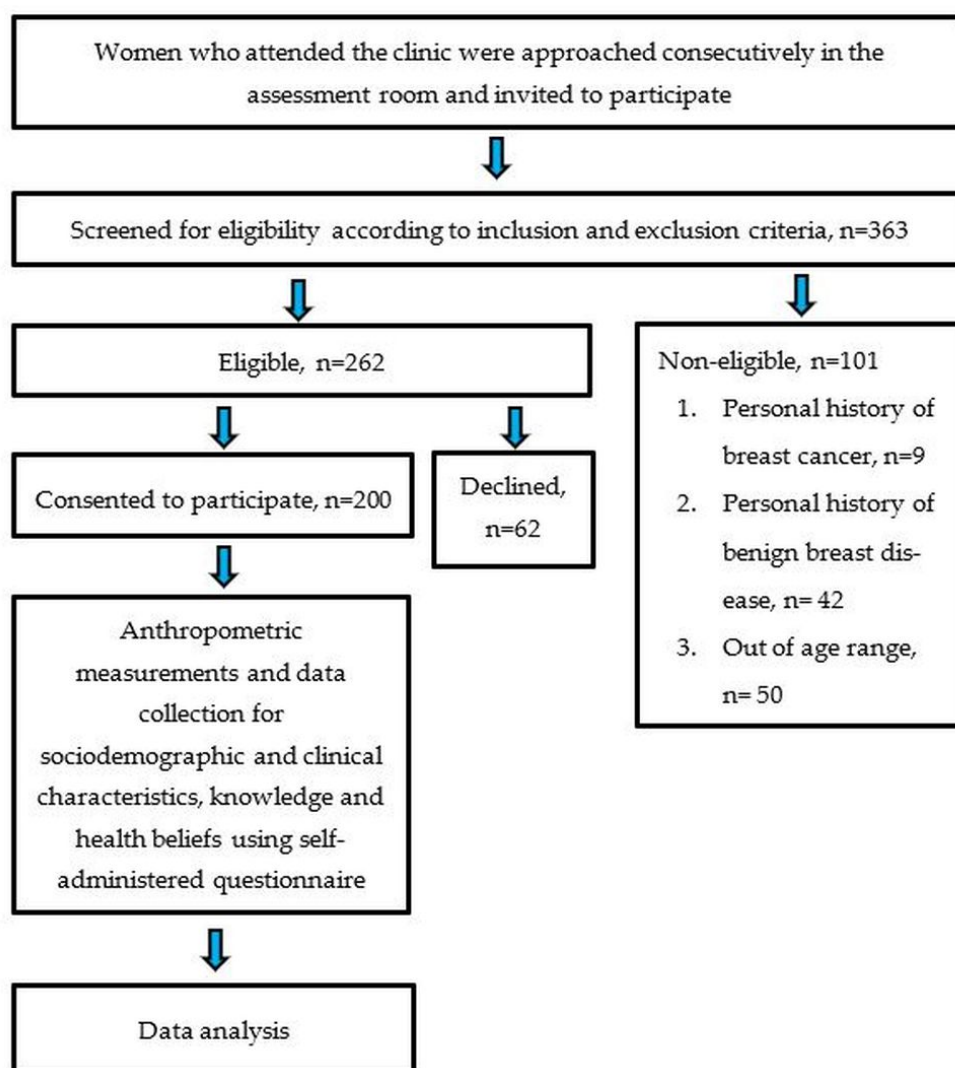 Women who attended the clinic were approached consecutively in the
assessment room and invited to participate
Screened for eligibility according to inclusion and exclusion criteria, n=363
Eligible, n=262
Non-eligible, n=101
1. Personal history of
breast cancer, n=9
2. Personal history of
benign breast dis-
ease, n= 42
3. Out of age range,
n= 50
Consented to participate, n=200
Declined,
n=62
Anthropometric
measurements and data
collection for
sociodemographic and clinical
characteristics, knowledge and
health beliefs using self-
administered questionnaire
Data analysis